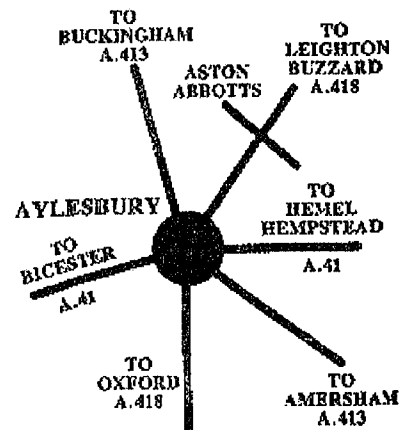 TO
BUCKINGHAM
A.413
TO
LEIGHTON
BUZZARD
A.418
ASTON
ABBOTTS
AYLESBURY
TO
HEMEL
HEMPSTEAD
A.41
TO
BICESTER
A.41
TO
OXFORD
A.418
TO
AMERSHAM
A.413